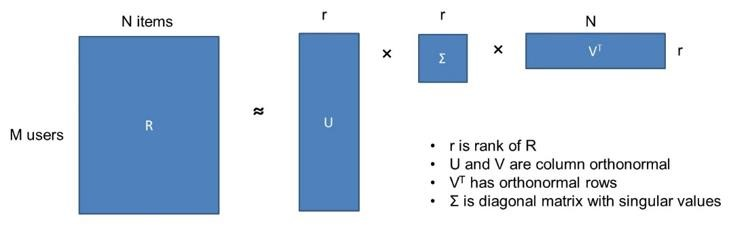 N items
r
r
N
×
×
Σ
Vᵀ
r
M users
R
≈
U
• r is rank of R
• U and V are column orthonormal
• Vᵀ has orthonormal rows
• Σ is diagonal matrix with singular values